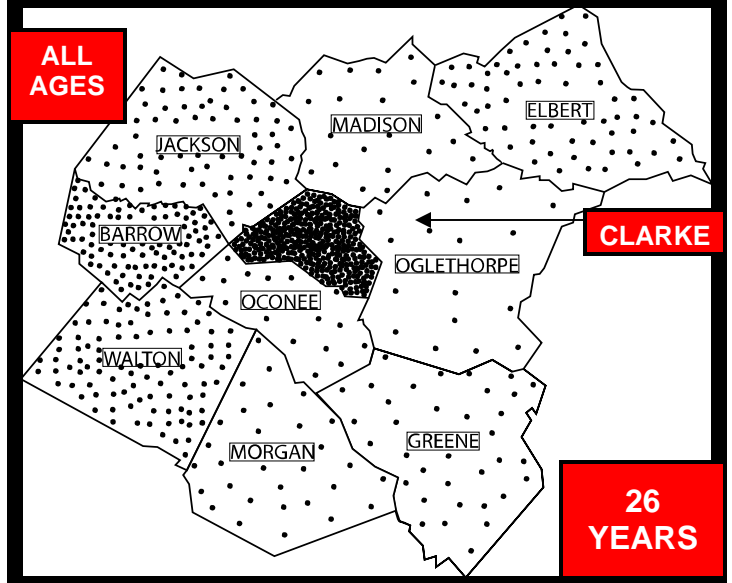 ALL
AGES
ELBERT
MADISON
JACKSON
BARROW
CLARKE
OGLETHORPE
OCONEE
WALTON
GREENE
MORGAN
26
YEARS